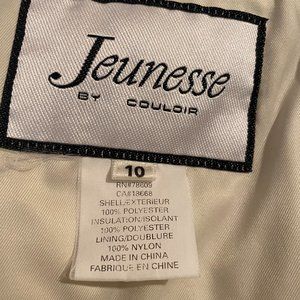 Jeunesse
BY COULOIR
10
RN#78605
CA#18668
SHELL/EXTÉRIEUR
100% POLYESTER
INSULATION/ISOLANT
100% POLYESTER
LINING/DOUBLURE
100% NYLON
MADE IN CHINA
FABRIQUE EN CHINE